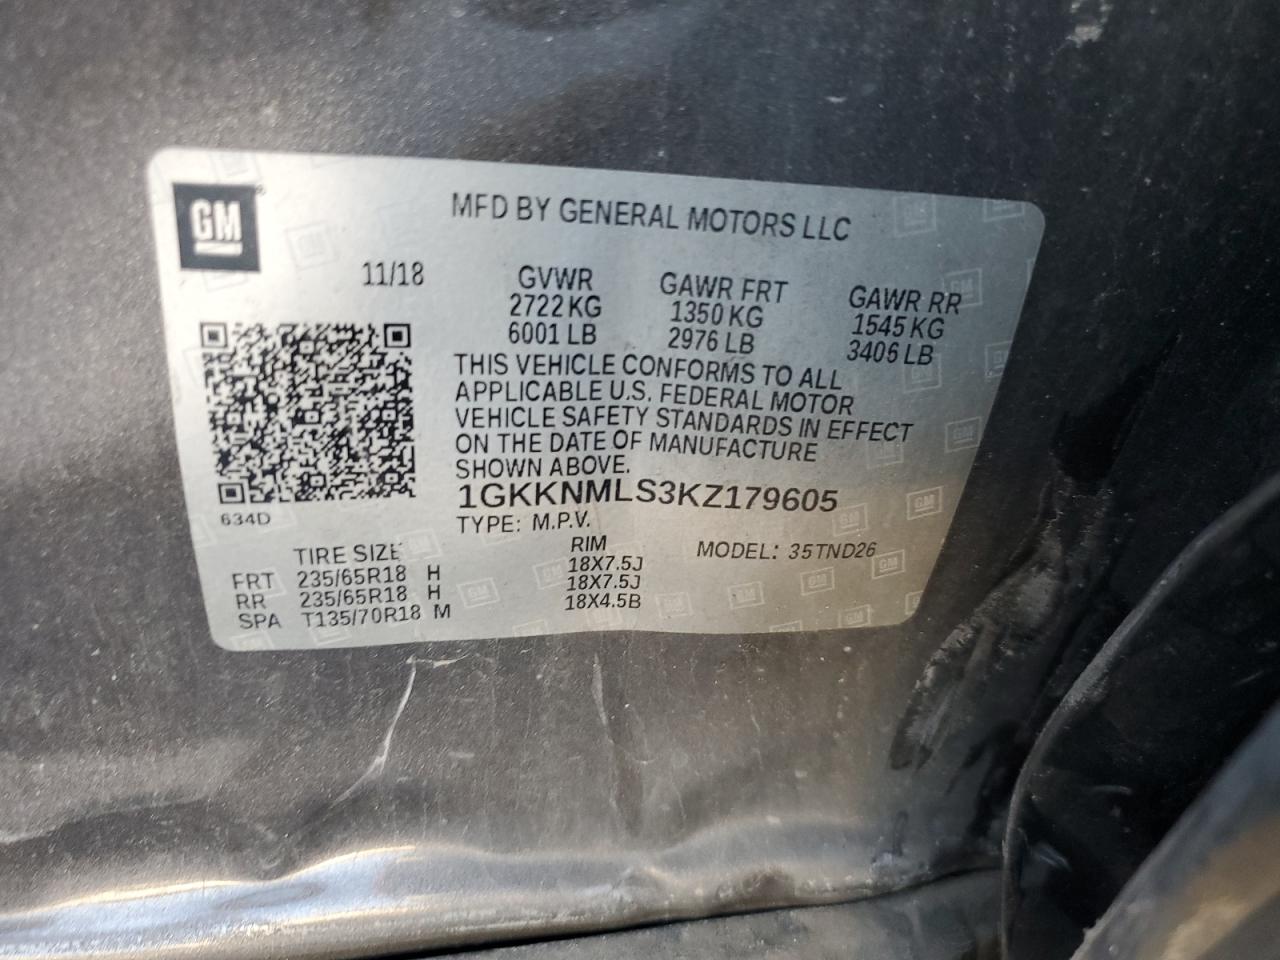 GM
MFD BY GENERAL MOTORS LLC
11/18
GVWR
2722 KG
6001 LB
GAWR FRT
1350 KG
2976 LB
GAWR RR
1545 KG
3406 LB
THIS VEHICLE CONFORMS TO ALL
APPLICABLE U.S. FEDERAL MOTOR
VEHICLE SAFETY STANDARDS IN EFFECT
ON THE DATE OF MANUFACTURE
SHOWN ABOVE.
1GKKNMLS3KZ179605
TYPE: M.P.V.
634D
TIRE SIZE RIM MODEL: 35TND26
FRT 235/65R18 H 18X7.5J
RR 235/65R18 H 18X7.5J
SPA T135/70R18 M 18X4.5B